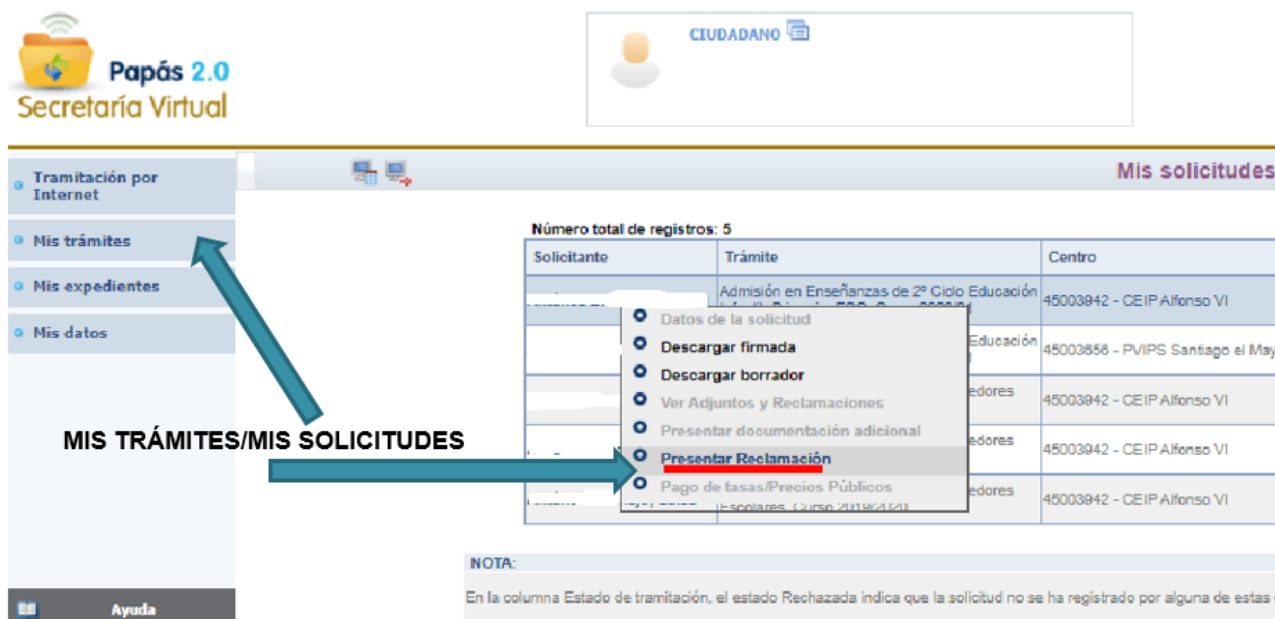 CIUDADANO
Papás 2.0
Secretaría Virtual
Tramitación por
Internet
Mis trámites
Mis expedientes
Mis datos
Ayuda
Mis solicitudes
Número total de registros: 5
Solicitante Trámite Centro
Admisión en Enseñanzas de 2º Ciclo Educación
45003942 - CEIP Alfonso VI
Educación
45003656 - PVIPS Santiago el May
edores
45003942 - CEIP Alfonso VI
edores
45003942 - CEIP Alfonso VI
edores
Escolares. Curso 2019/2020
45003942 - CEIP Alfonso VI
Datos de la solicitud
Descargar firmada
Descargar borrador
Ver Adjuntos y Reclamaciones
Presentar documentación adicional
Presentar Reclamación
Pago de tasas/Precios Públicos
MIS TRÁMITES/MIS SOLICITUDES
NOTA:
En la columna Estado de tramitación, el estado Rechazada indica que la solicitud no se ha registrado por alguna de estas